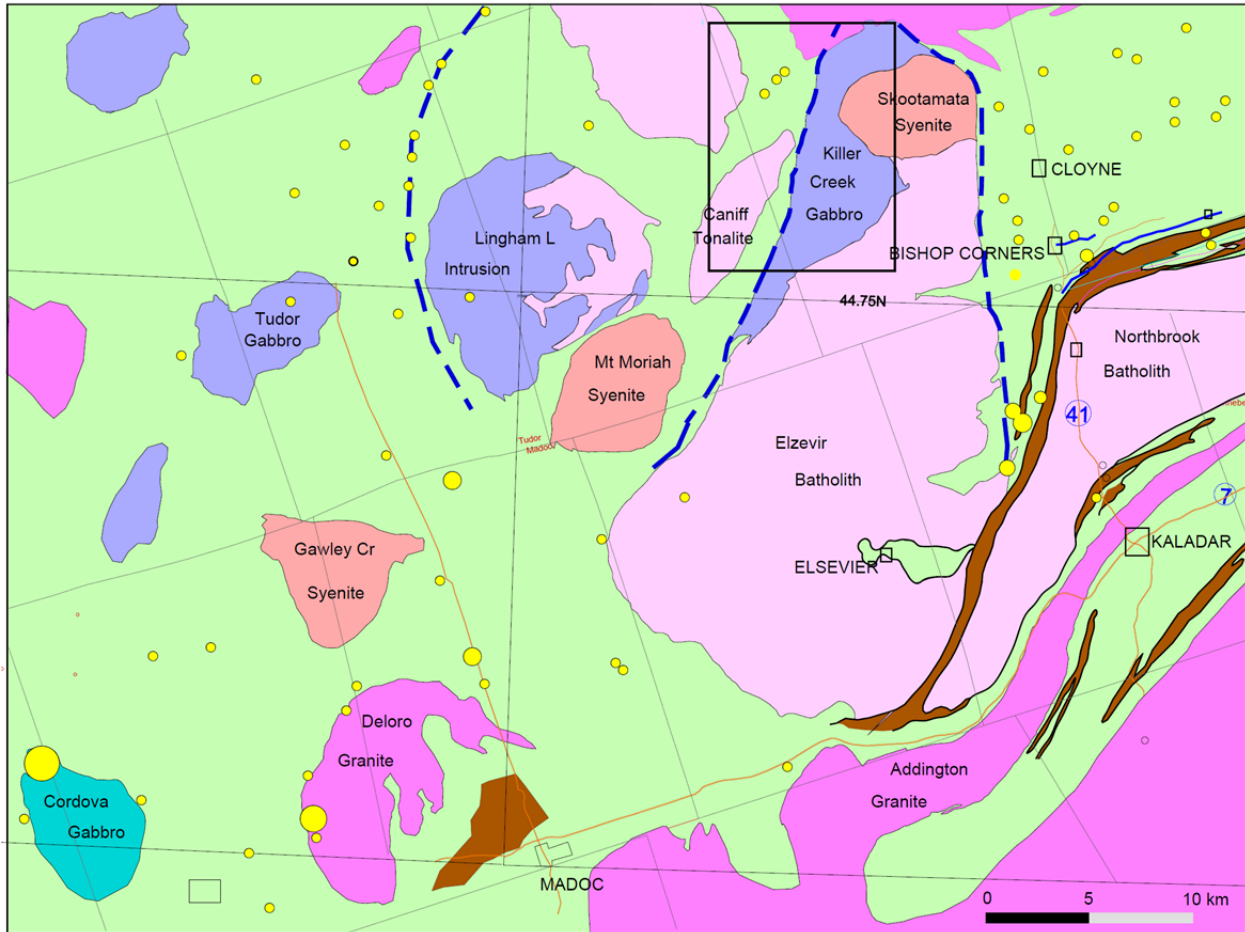 Skootamata
Syenite
Killer
Creek
Gabbro
CLOYNE
Caniff
Tonalite
Lingham L
Intrusion
BISHOP CORNERS
44.75N
Tudor
Gabbro
Northbrook
Batholith
Mt Moriah
Syenite
41
Tudor
Madoc
Elzevir
Batholith
7
Gawley Cr
Syenite
KALADAR
ELSEVIER
Deloro
Granite
Addington
Granite
Cordova
Gabbro
MADOC
0 5 10 km